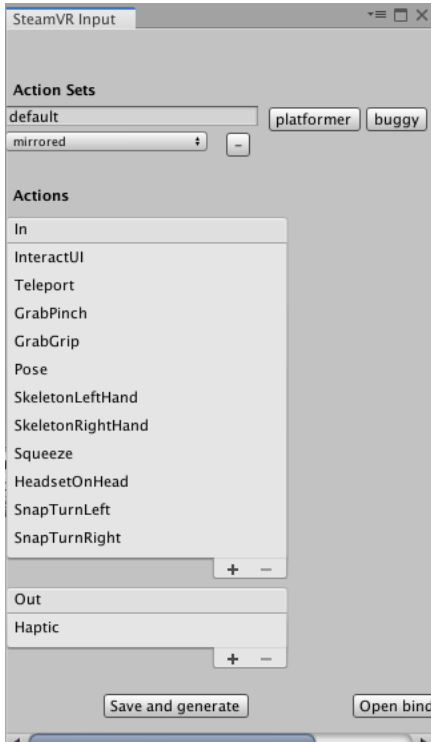 SteamVR Input
Action Sets
default platformer buggy
mirrored -
Actions
In
InteractUI
Teleport
GrabPinch
GrabGrip
Pose
SkeletonLeftHand
SkeletonRightHand
Squeeze
HeadsetOnHead
SnapTurnLeft
SnapTurnRight
+ −
Out
Haptic
+ −
Save and generate Open bind